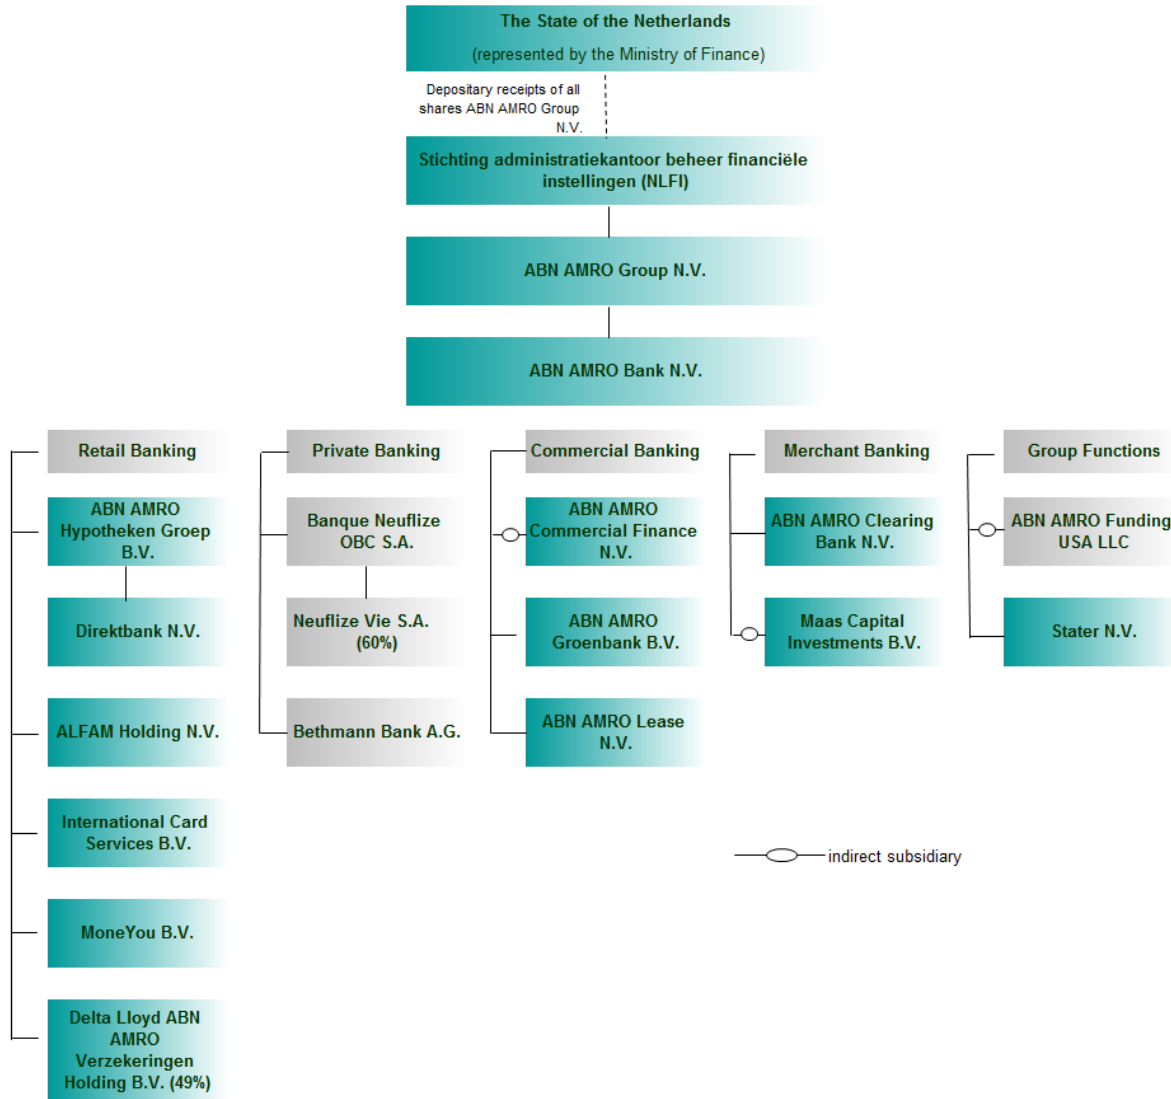 The State of the Netherlands
(represented by the Ministry of Finance)
Depositary receipts of all
shares ABN AMRO Group
N.V.
Stichting administratiekantoor beheer financiële
instellingen (NLFI)
ABN AMRO Group N.V.
ABN AMRO Bank N.V.
Retail Banking
ABN AMRO
Hypotheken Groep
B.V.
Direktbank N.V.
ALFAM Holding N.V.
International Card
Services B.V.
MoneYou B.V.
Delta Lloyd ABN
AMRO
Verzekeringen
Holding B.V. (49%)
Private Banking
Banque Neuflize
OBC S.A.
Neuflize Vie S.A.
(60%)
Bethmann Bank A.G.
Commercial Banking
ABN AMRO
Commercial Finance
N.V.
ABN AMRO
Groenbank B.V.
ABN AMRO Lease
N.V.
Merchant Banking
ABN AMRO Clearing
Bank N.V.
Maas Capital
Investments B.V.
Group Functions
ABN AMRO Funding
USA LLC
Stater N.V.
indirect subsidiary